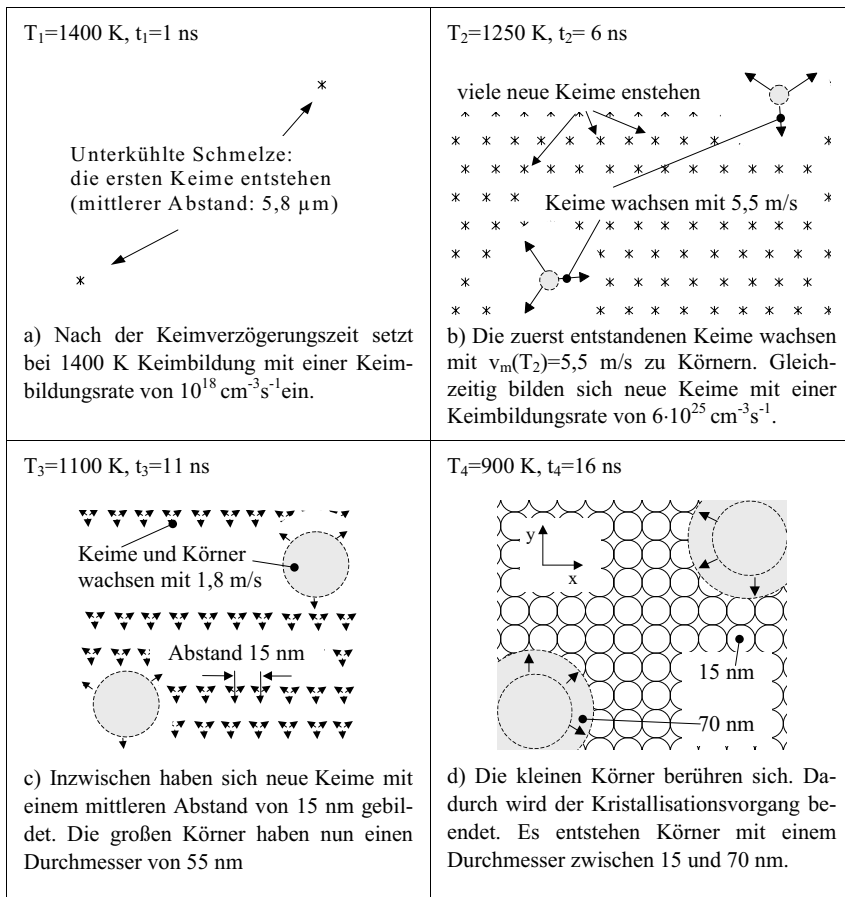 T₁=1400 K, t₁=1 ns
Unterkühlte Schmelze:
die ersten Keime entstehen
(mittlerer Abstand: 5,8 µm)
a) Nach der Keimverzögerungszeit setzt
bei 1400 K Keimbildung mit einer Keim-
bildungsrate von 10¹⁸ cm⁻³s⁻¹ein.
T₂=1250 K, t₂= 6 ns
viele neue Keime enstehen
Keime wachsen mit 5,5 m/s
b) Die zuerst entstandenen Keime wachsen
mit vₘ(T₂)=5,5 m/s zu Körnern. Gleich-
zeitig bilden sich neue Keime mit einer
Keimbildungsrate von 6·10²⁵ cm⁻³s⁻¹.
T₃=1100 K, t₃=11 ns
Keime und Körner
wachsen mit 1,8 m/s
Abstand 15 nm
c) Inzwischen haben sich neue Keime mit
einem mittleren Abstand von 15 nm gebil-
det. Die großen Körner haben nun einen
Durchmesser von 55 nm
T₄=900 K, t₄=16 ns
y
x
15 nm
70 nm
d) Die kleinen Körner berühren sich. Da-
durch wird der Kristallisationsvorgang be-
endet. Es entstehen Körner mit einem
Durchmesser zwischen 15 und 70 nm.